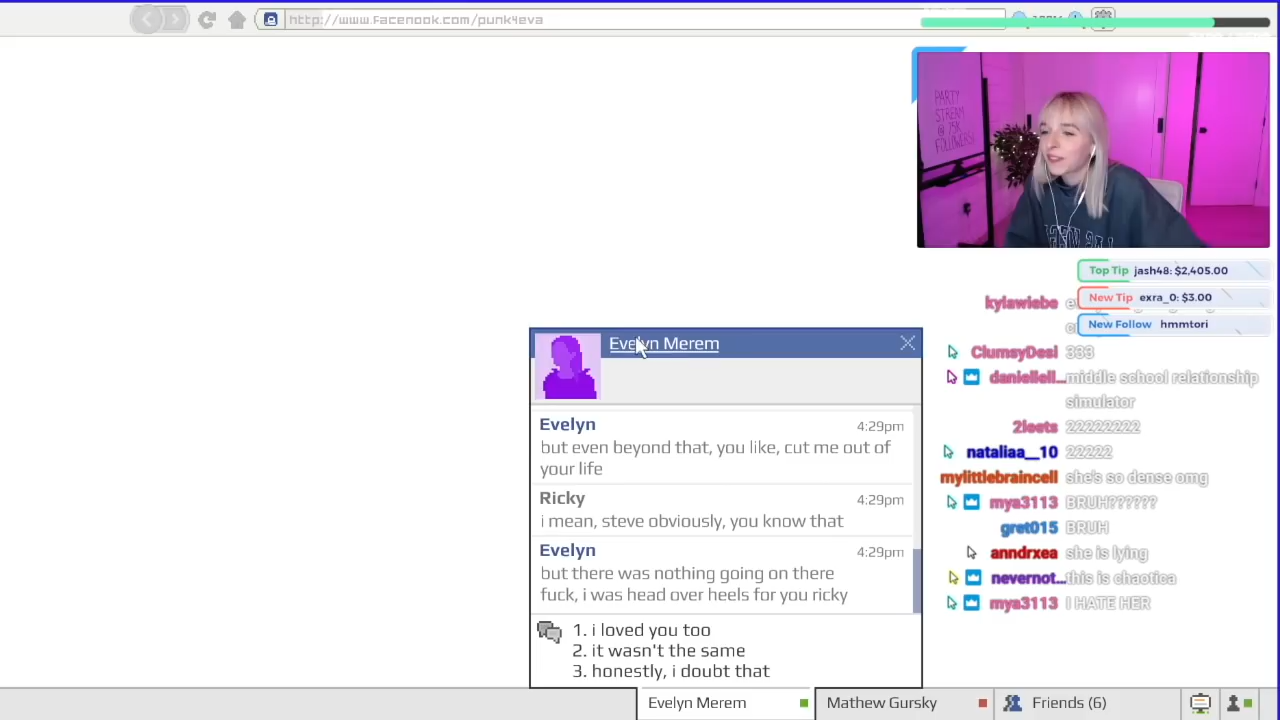 http://www.facenook.com/punk4eva
PARTY
STREAM
@ 75K
FOLLOWERS!
Top Tip jash48: $2,405.00
New Tip exra_0: $3.00
New Follow hmmtori
kylawiebe
ClumsyDesi 333
daniellell... middle school relationship
simulator
2leets 22222222
nataliaa__10 22222
mylittlebraincell she's so dense omg
mya3113 BRUH??????
gret015 BRUH
anndrxea she is lying
nevernot... this is chaotica
mya3113 I HATE HER
Evelyn Merem
Evelyn 4:29pm
but even beyond that, you like, cut me out of
your life
Ricky 4:29pm
i mean, steve obviously, you know that
Evelyn 4:29pm
but there was nothing going on there
fuck, i was head over heels for you ricky
1. i loved you too
2. it wasn't the same
3. honestly, i doubt that
Evelyn Merem
Mathew Gursky
Friends (6)